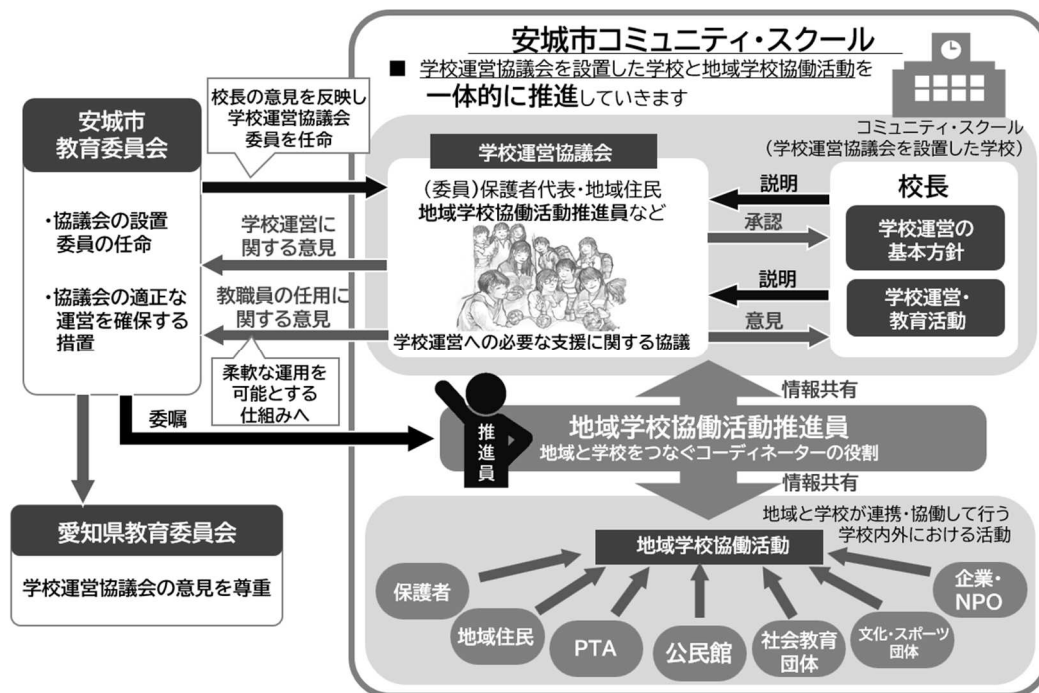 安城市コミュニティ・スクール
■ 学校運営協議会を設置した学校と地域学校協働活動を
一体的に推進していきます
コミュニティ・スクール
(学校運営協議会を設置した学校)
安城市
教育委員会
・協議会の設置
委員の任命
・協議会の適正な
運営を確保する
措置
校長の意見を反映し
学校運営協議会
委員を任命
学校運営に
関する意見
教職員の任用に
関する意見
柔軟な運用を
可能とする
仕組みへ
学校運営協議会
(委員)保護者代表・地域住民
地域学校協働活動推進員など
学校運営への必要な支援に関する協議
説明
承認
説明
意見
校長
学校運営の
基本方針
学校運営・
教育活動
委嘱
推進員
情報共有
地域学校協働活動推進員
地域と学校をつなぐコーディネーターの役割
情報共有
愛知県教育委員会
学校運営協議会の意見を尊重
地域と学校が連携・協働して行う
学校内外における活動
地域学校協働活動
保護者
地域住民
PTA
公民館
社会教育
団体
文化・スポーツ
団体
企業・
NPO